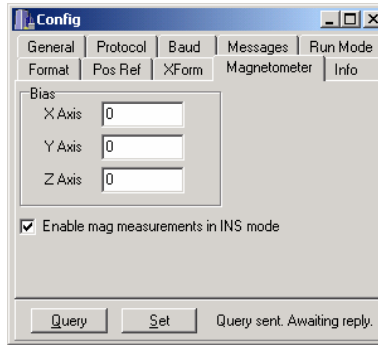 Config
General Protocol Baud Messages Run Mode
Format Pos Ref XForm Magnetometer Info
Bias
X Axis 0
Y Axis 0
Z Axis 0
Enable mag measurements in INS mode
Query Set Query sent. Awaiting reply.